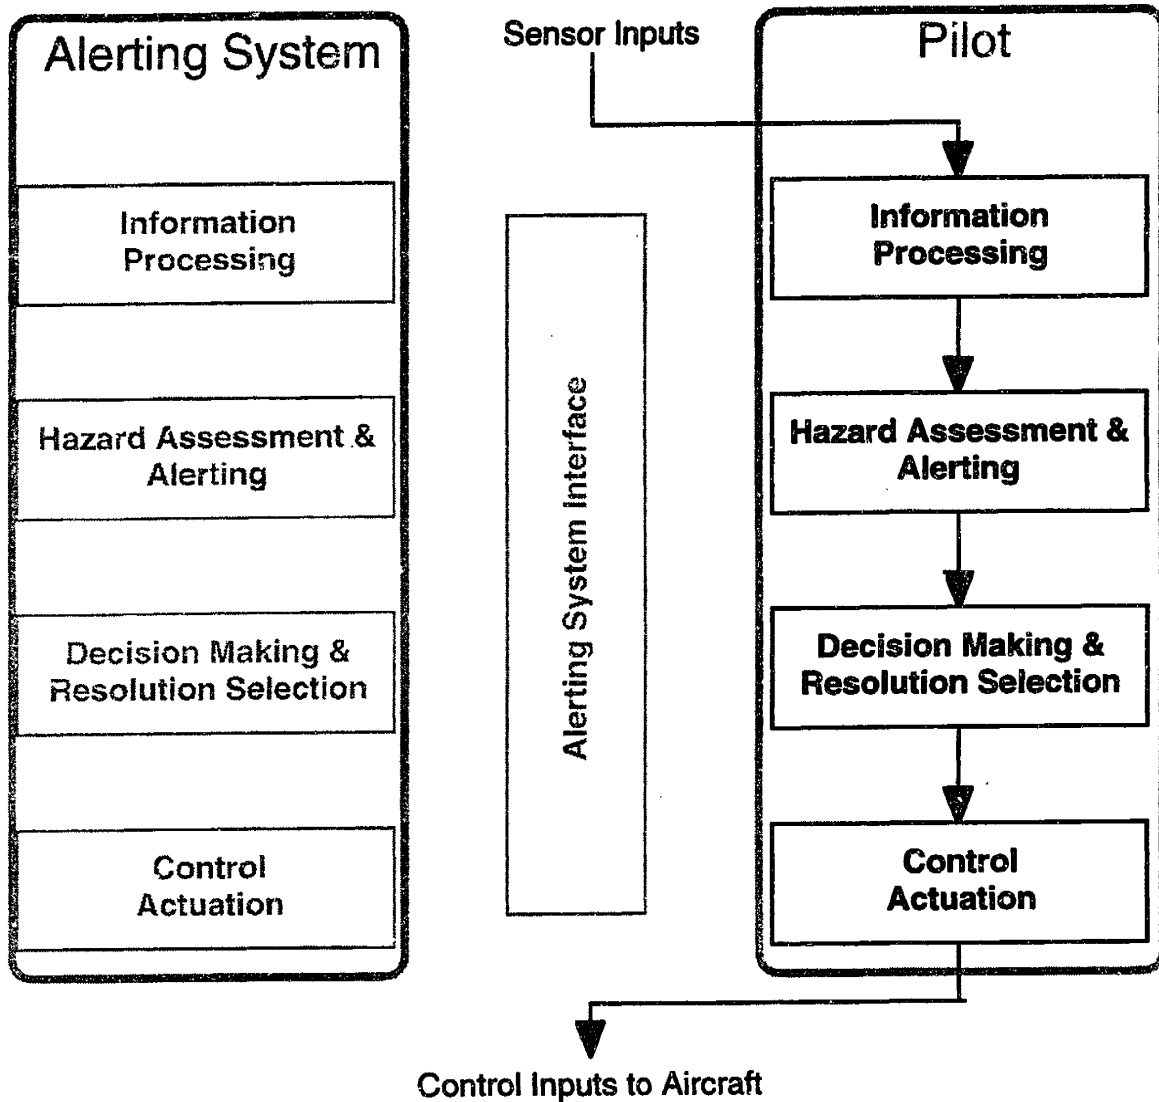 Alerting System
Sensor Inputs
Pilot
Information
Processing
Hazard Assessment &
Alerting
Decision Making &
Resolution Selection
Control
Actuation
Alerting System Interface
Information
Processing
Hazard Assessment &
Alerting
Decision Making &
Resolution Selection
Control
Actuation
Control Inputs to Aircraft